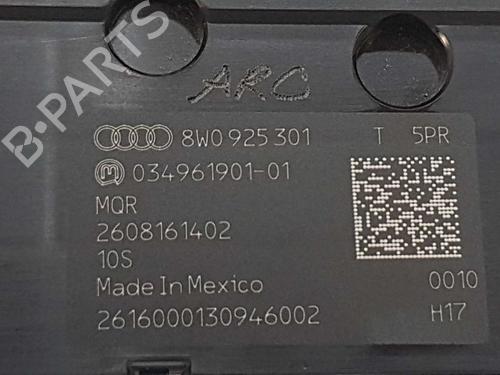 B-PARTS
ARC
8W0 925 301 T 5PR
034961901-01
MQR
2608161402
10S
Made In Mexico 0010
2616000130946002 H17